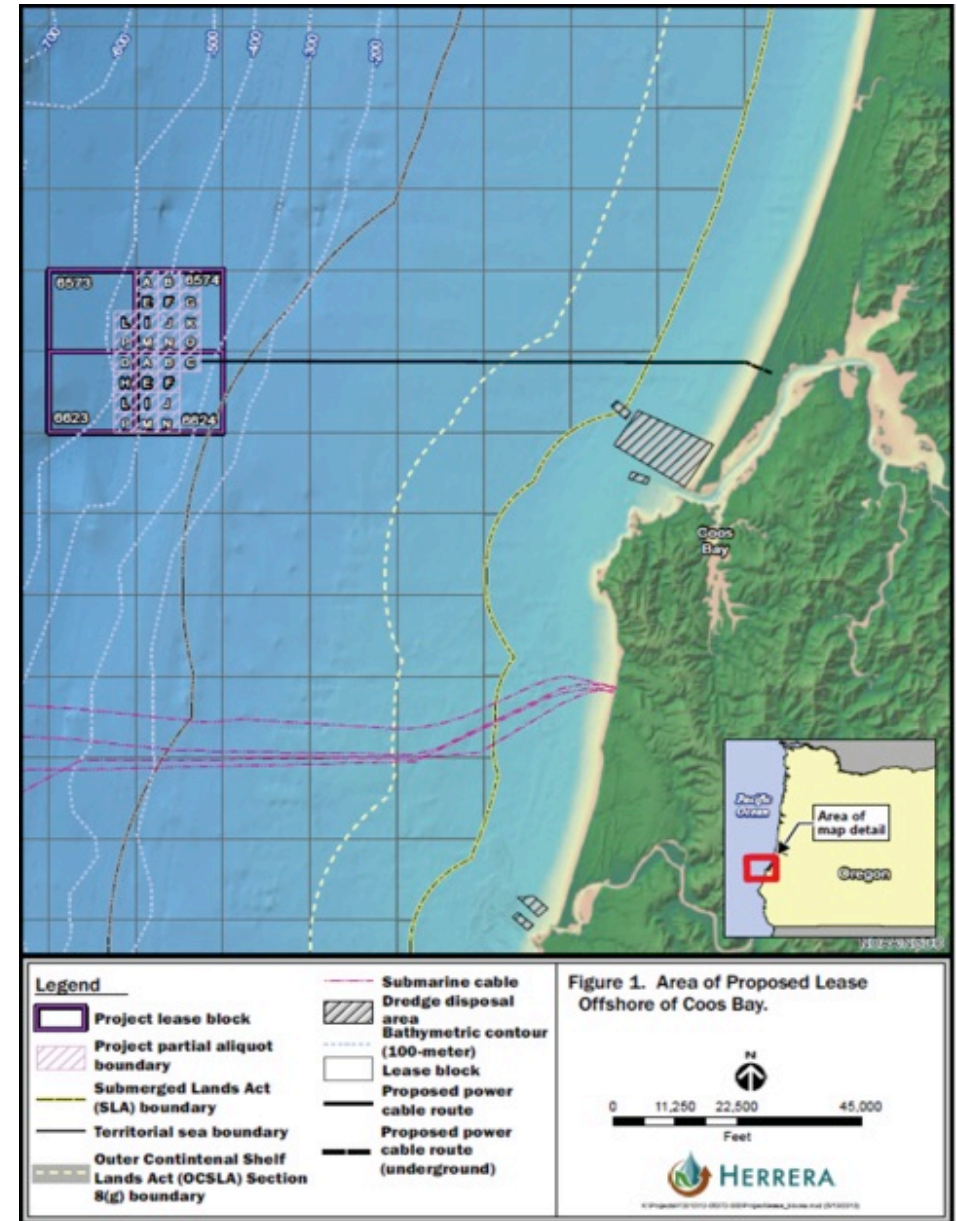 -700
-600
-500
-400
-300
-200
6573
A B 6574
E F G
L I J K
P M N O
D A B C
H E F
L I J
6623
P M N 6624
Coos
Bay
Pacific
Ocean
Area of
map detail
Oregon
Legend
Project lease block
Project partial aliquot
boundary
Submerged Lands Act
(SLA) boundary
Territorial sea boundary
Outer Contintenal Shelf
Lands Act (OCSLA) Section
8(g) boundary
Submarine cable
Dredge disposal
area
Bathymetric contour
(100-meter)
Lease block
Proposed power
cable route
Proposed power
cable route
(underground)
Figure 1. Area of Proposed Lease
Offshore of Coos Bay.
N
0 11,250 22,500 45,000
Feet
HERRERA